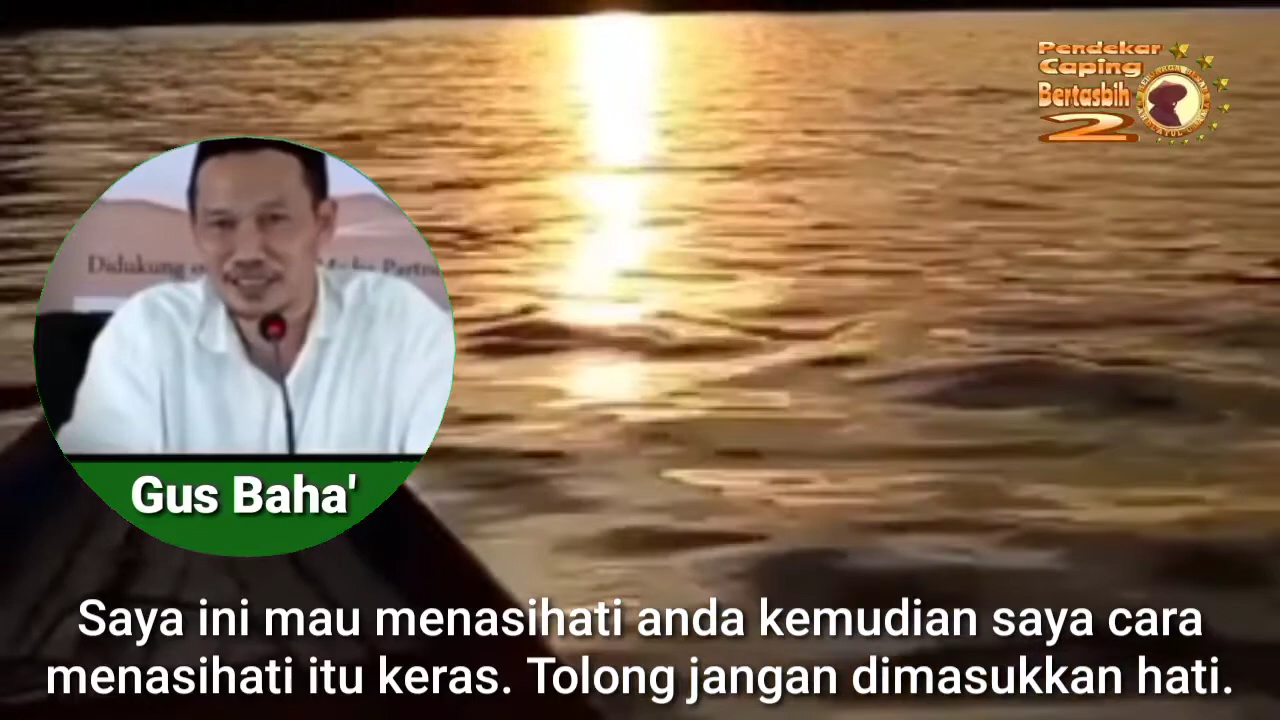 Pendekar
Caping
Bertasbih
2
Didukung
Gus Baha'
Saya ini mau menasihati anda kemudian saya cara
menasihati itu keras. Tolong jangan dimasukkan hati.